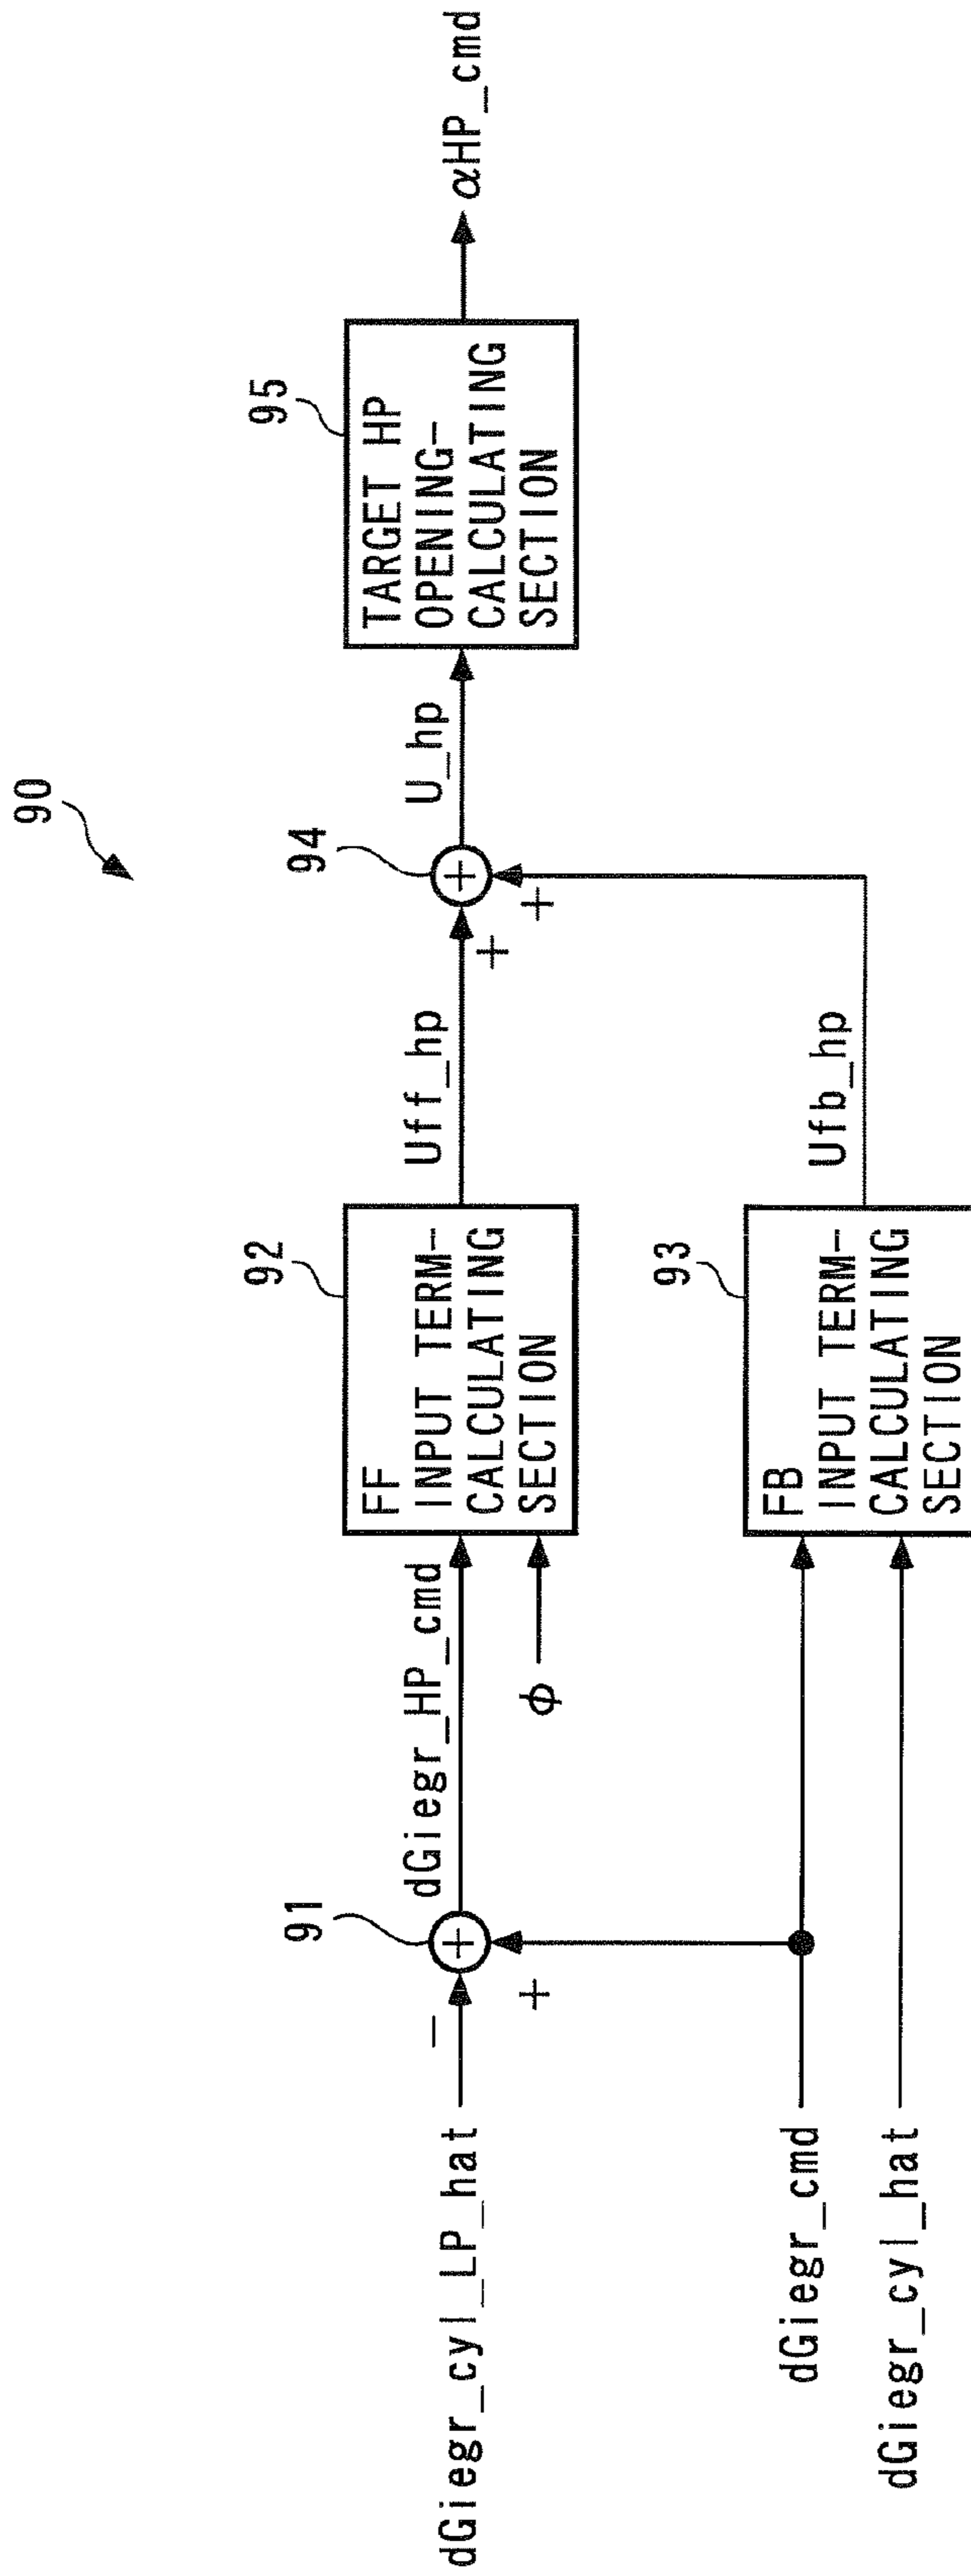 90
dGiegr_cyl_LP_hat
−
+
91
+
dGiegr_HP_cmd
φ
92
FF
INPUT TERM-
CALCULATING
SECTION
Uff_hp
+
94
+
+
U_hp
95
TARGET HP
OPENING-
CALCULATING
SECTION
αHP_cmd
dGiegr_cmd
dGiegr_cyl_hat
93
FB
INPUT TERM-
CALCULATING
SECTION
Ufb_hp